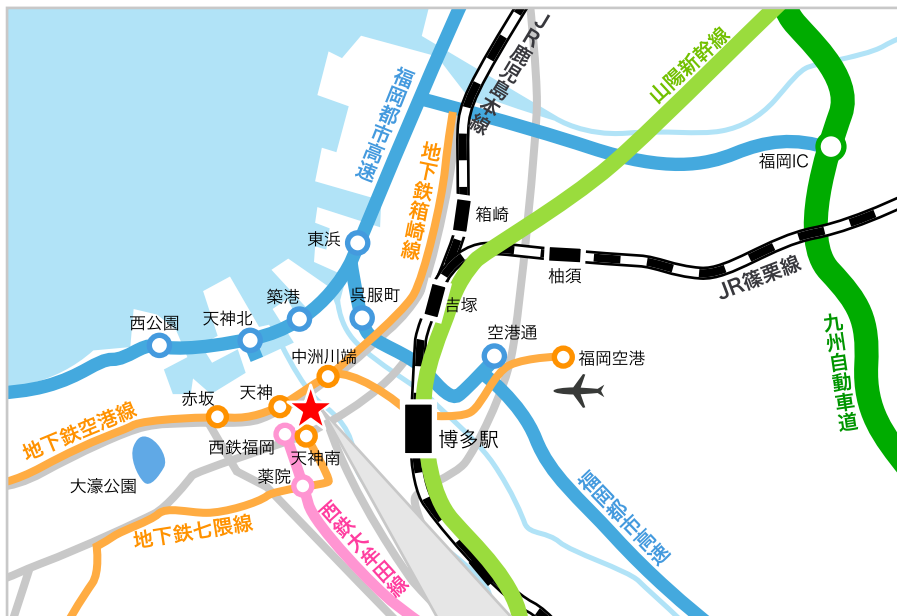 JR鹿児島本線
山陽新幹線
福岡都市高速
地下鉄箱崎線
福岡IC
箱崎
東浜
柚須
JR篠栗線
築港
呉服町
吉塚
天神北
西公園
空港通
中洲川端
福岡空港
九州自動車道
赤坂
天神
地下鉄空港線
博多駅
西鉄福岡
天神南
薬院
大濠公園
地下鉄七隈線
西鉄大牟田線
福岡都市高速